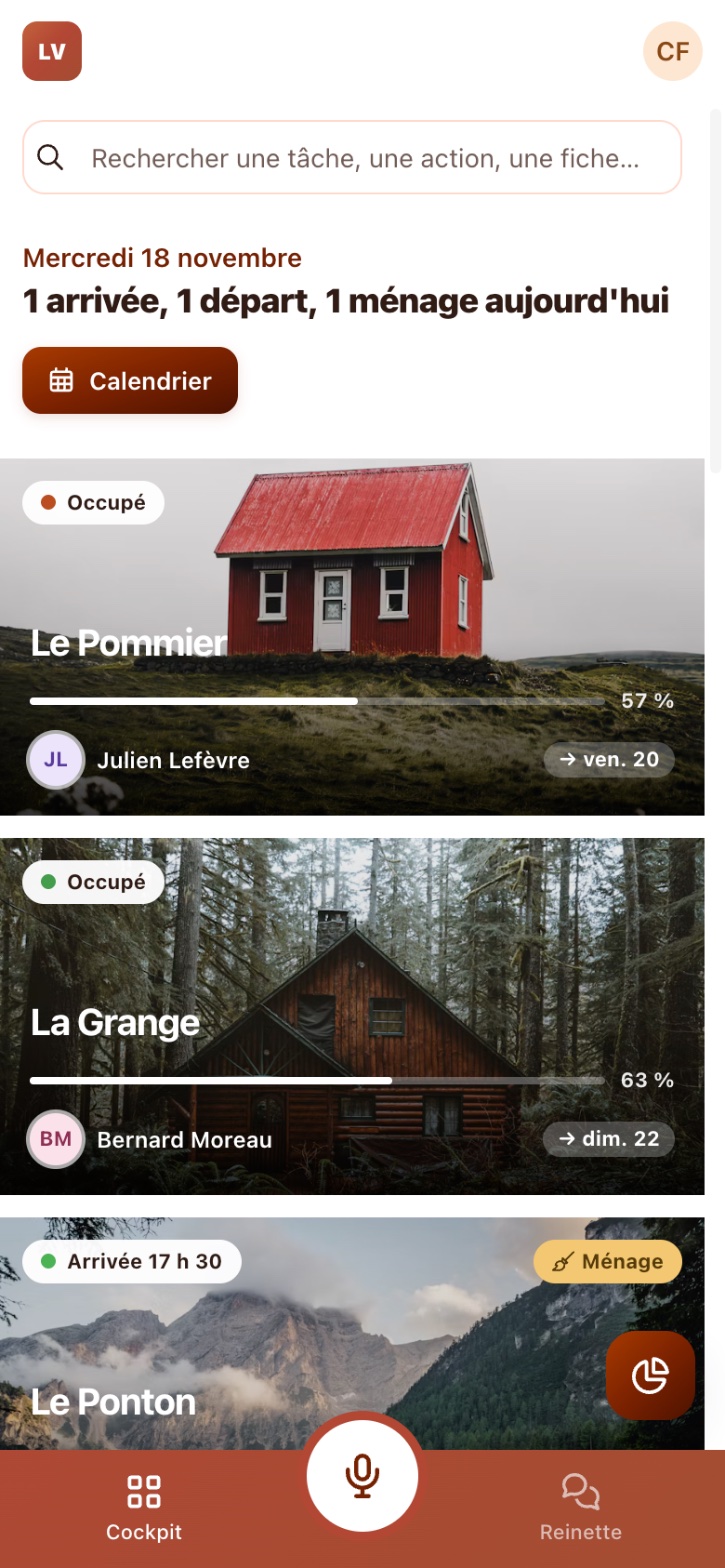 LV
CF
Rechercher une tâche, une action, une fiche...
Mercredi 18 novembre
1 arrivée, 1 départ, 1 ménage aujourd'hui
Calendrier
Occupé
Le Pommier
57 %
JL Julien Lefèvre
→ ven. 20
Occupé
La Grange
63 %
BM Bernard Moreau
→ dim. 22
Arrivée 17 h 30
Ménage
Le Ponton
Cockpit
Reinette